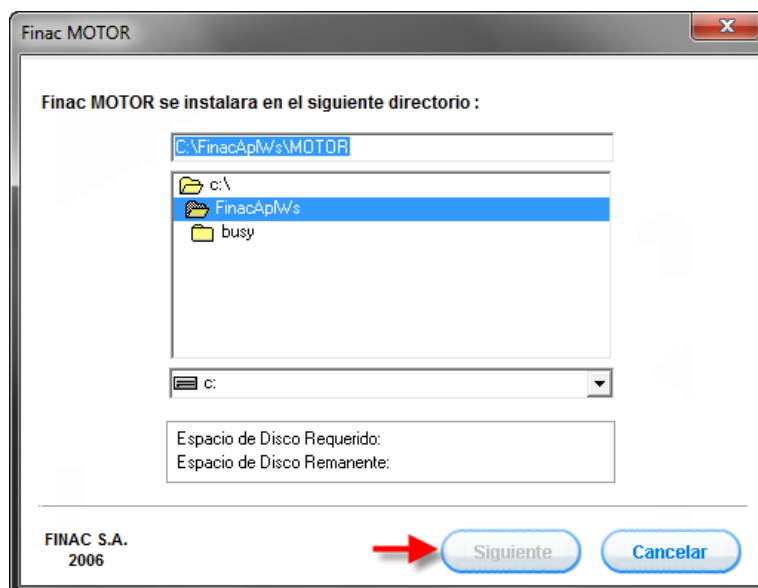 Finac MOTOR
Finac MOTOR se instalara en el siguiente directorio :
C:\FinacAplWs\MOTOR
c:\
FinacAplWs
busy
c:
Espacio de Disco Requerido:
Espacio de Disco Remanente:
FINAC S.A.
2006
Siguiente
Cancelar